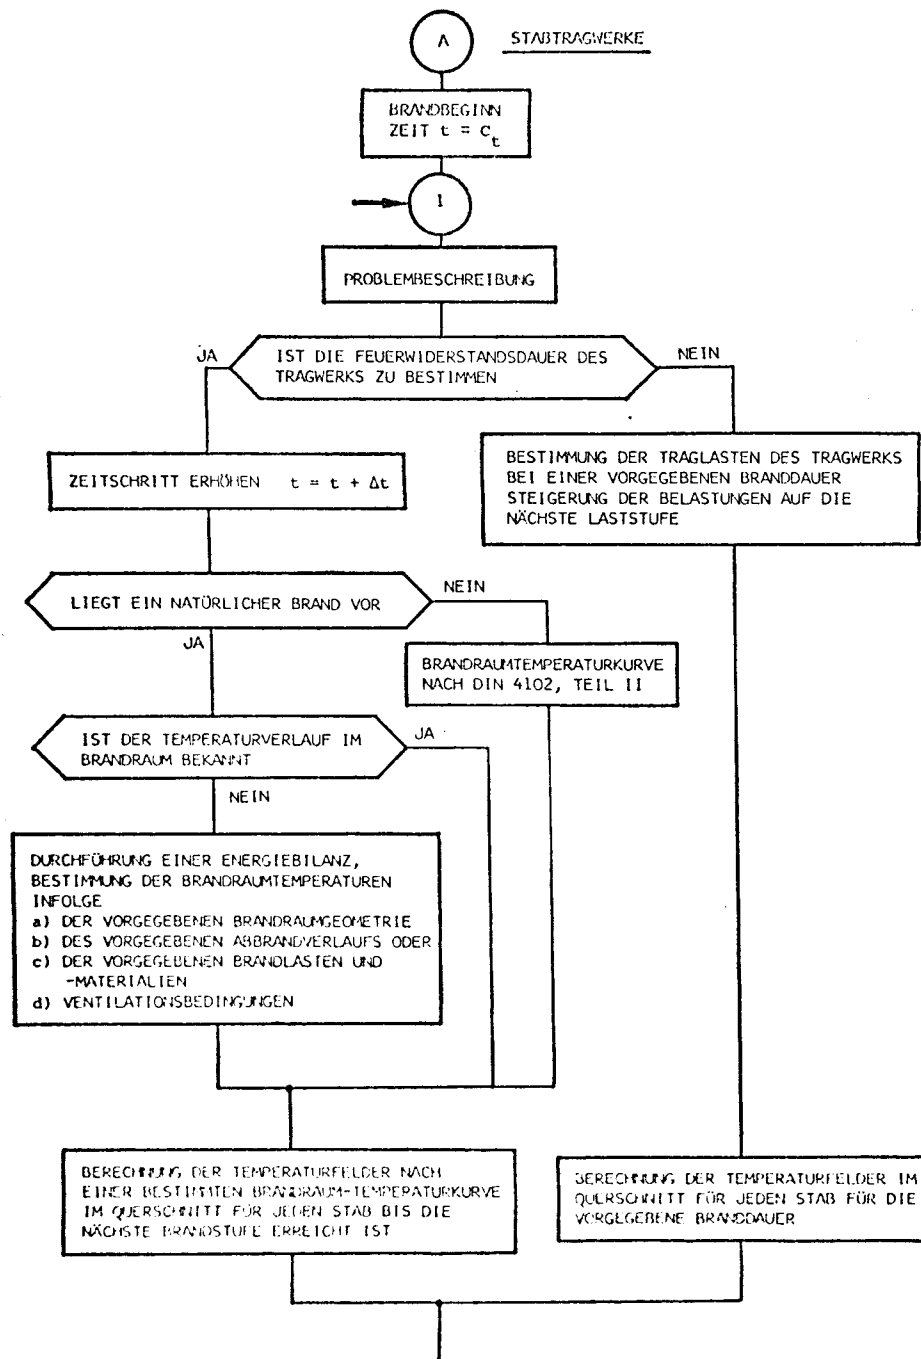 A
STABTRAGWERKE
BRANDBEGINN
ZEIT t = C_t
1
PROBLEMBESCHREIBUNG
JA
IST DIE FEUERWIDERSTANDSDAUER DES
TRAGWERKS ZU BESTIMMEN
NEIN
ZEITSCHRITT ERHÖHEN t = t + Δt
BESTIMMUNG DER TRAGLASTEN DES TRAGWERKS
BEI EINER VORGEGEBENEN BRANDDAUER
STEIGERUNG DER BELASTUNGEN AUF DIE
NÄCHSTE LASTSTUFE
LIEGT EIN NATÜRLICHER BRAND VOR
NEIN
JA
BRANDRAUMTEMPERATURKURVE
NACH DIN 4102, TEIL II
IST DER TEMPERATURVERLAUF IM
BRANDRAUM BEKANNT
JA
NEIN
DURCHFÜHRUNG EINER ENERGIEBILANZ,
BESTIMMUNG DER BRANDRAUMTEMPERATUREN
INFOLGE
a) DER VORGEGEBENEN BRANDRAUMGEOMETRIE
b) DES VORGEGEBENEN ABBRANDVERLAUFS ODER
c) DER VORGEGEBENEN BRANDLASTEN UND
-MATERIALIEN
d) VENTILATIONSBEDINGUNGEN
BERECHNUNG DER TEMPERATURFELDER NACH
EINER BESTIMMTEN BRANDRAUM-TEMPERATURKURVE
IM QUERSCHNITT FÜR JEDEN STAB BIS DIE
NÄCHSTE BRANDSTUFE ERREICHT IST
BERECHNUNG DER TEMPERATURFELDER IM
QUERSCHNITT FÜR JEDEN STAB FÜR DIE
VORGEGEBENE BRANDDAUER